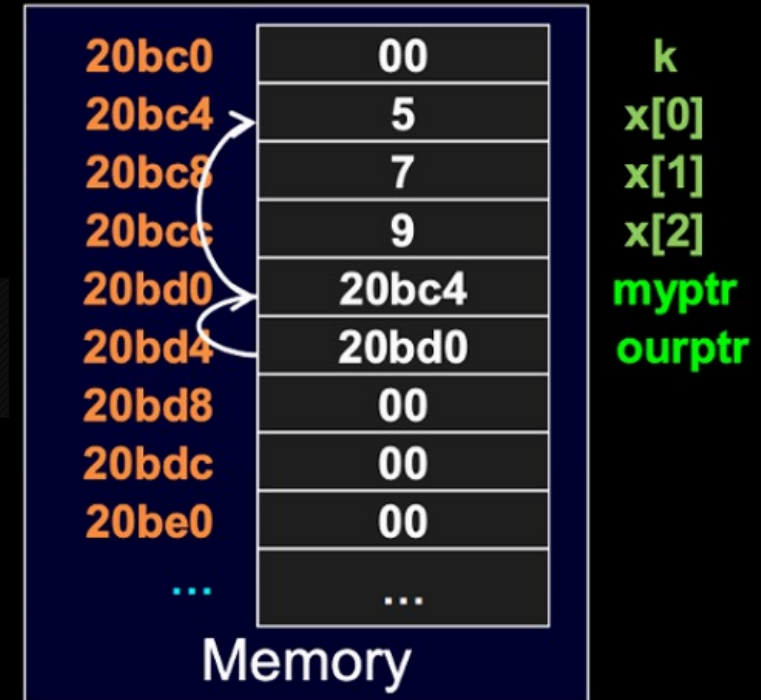 20bc0 00 k
20bc4 5 x[0]
20bc8 7 x[1]
20bcc 9 x[2]
20bd0 20bc4 myptr
20bd4 20bd0 ourptr
20bd8 00
20bdc 00
20be0 00
... ...
Memory